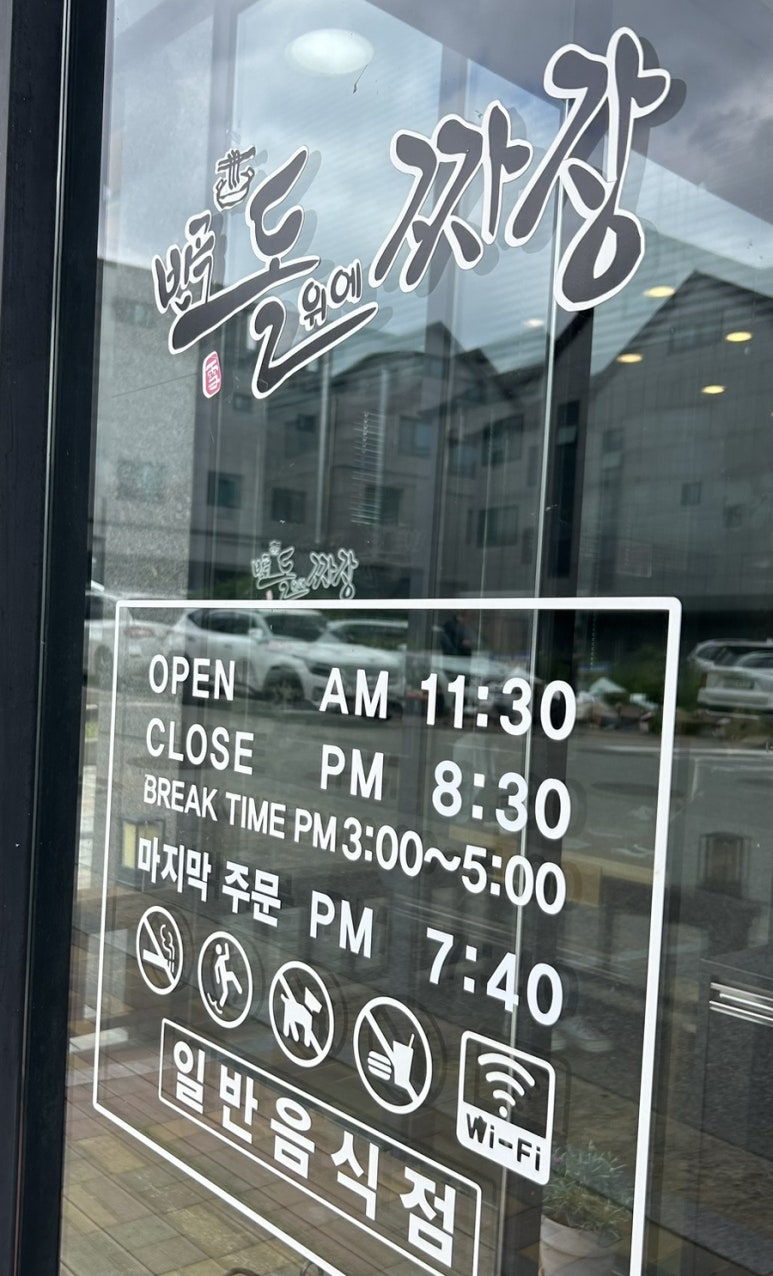 돌 위에 짜장
OPEN AM 11:30
CLOSE PM 8:30
BREAK TIME PM 3:00~5:00
마지막 주문 PM 7:40
Wi-Fi
일반음식점